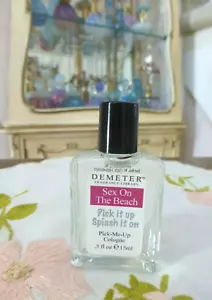 DEMETER™
FRAGRANCE LIBRARY
Sex On
The Beach
Pick it up
Splash it on
Pick-Me-Up
Cologne
.5 fl oz℮15ml